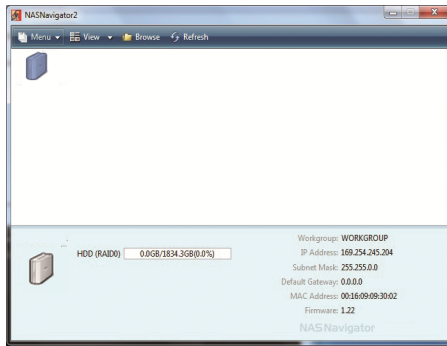 NASNavigator2
Menu View Browse Refresh
HDD (RAID0) 0.0GB/1834.3GB(0.0%)
Workgroup: WORKGROUP
IP Address: 169.254.245.204
Subnet Mask: 255.255.0.0
Default Gateway: 0.0.0.0
MAC Address: 00:16:09:09:30:02
Firmware: 1.22
NASNavigator